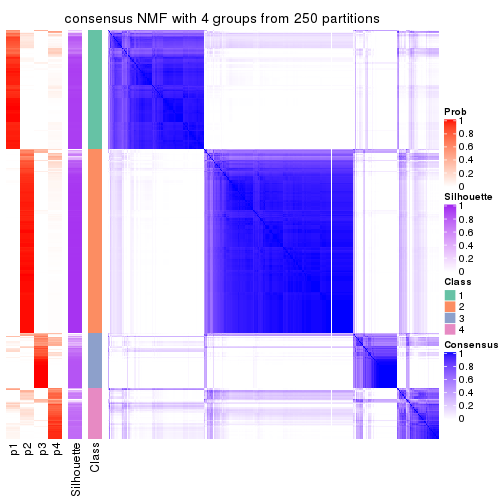 consensus NMF with 4 groups from 250 partitions
Prob
1
0.8
0.6
0.4
0.2
0
Silhouette
1
0.8
0.6
0.4
0.2
0
Class
1
2
3
4
Consensus
1
0.8
0.6
0.4
0.2
0
p1
p2
p3
p4
Silhouette
Class